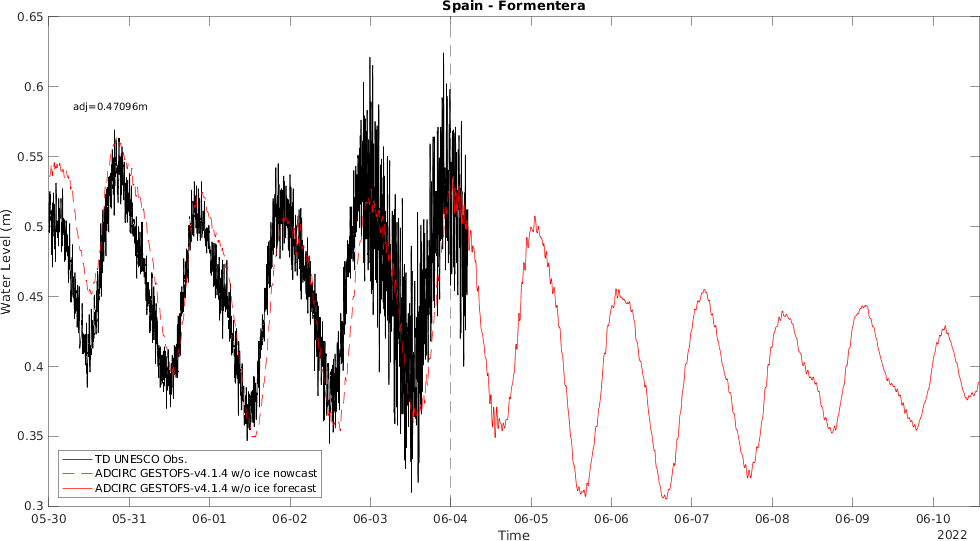 Spain - Formentera
0.65
0.6
0.55
0.5
0.45
0.4
0.35
0.3
Water Level (m)
adj=0.47096m
TD UNESCO Obs.
ADCIRC GESTOFS-v4.1.4 w/o ice nowcast
ADCIRC GESTOFS-v4.1.4 w/o ice forecast
05-30 05-31 06-01 06-02 06-03 06-04 06-05 06-06 06-07 06-08 06-09 06-10
2022
Time